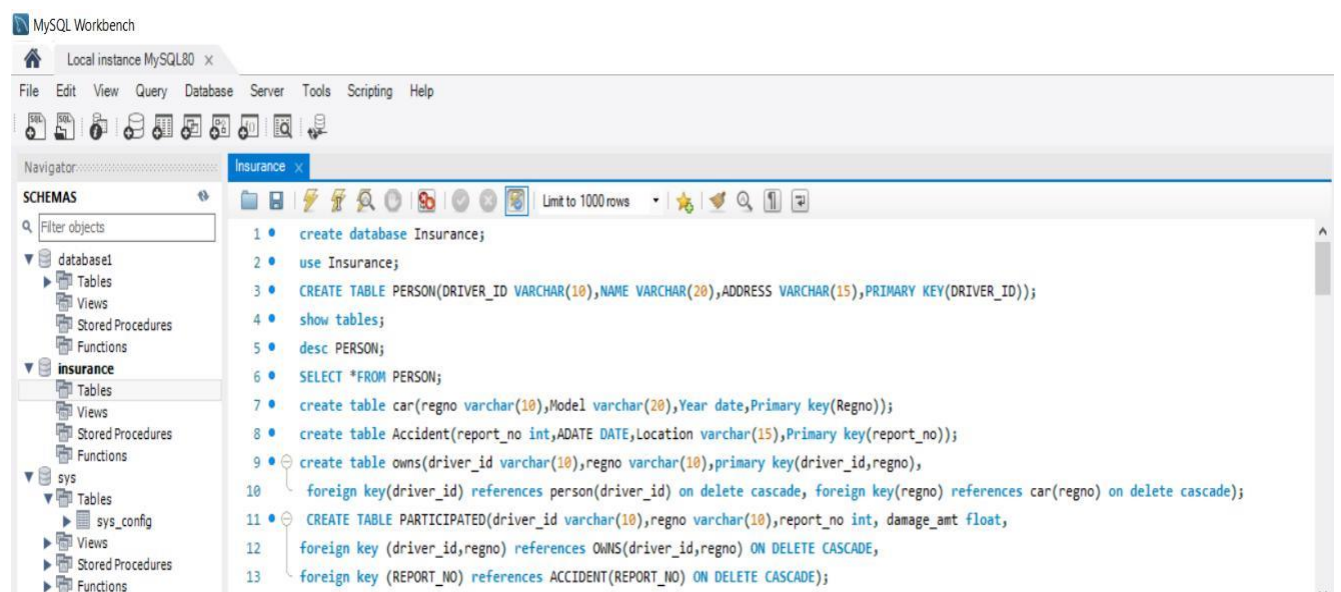 MySQL Workbench
Local instance MySQL80 ×
File Edit View Query Database Server Tools Scripting Help
Navigator
SCHEMAS
Filter objects
database1
Tables
Views
Stored Procedures
Functions
insurance
Tables
Views
Stored Procedures
Functions
sys
Tables
sys_config
Views
Stored Procedures
Functions
Insurance ×
Limit to 1000 rows
1 create database Insurance;
2 use Insurance;
3 CREATE TABLE PERSON(DRIVER_ID VARCHAR(10),NAME VARCHAR(20),ADDRESS VARCHAR(15),PRIMARY KEY(DRIVER_ID));
4 show tables;
5 desc PERSON;
6 SELECT *FROM PERSON;
7 create table car(regno varchar(10),Model varchar(20),Year date,Primary key(Regno));
8 create table Accident(report_no int,ADATE DATE,Location varchar(15),Primary key(report_no));
9 create table owns(driver_id varchar(10),regno varchar(10),primary key(driver_id,regno),
10 foreign key(driver_id) references person(driver_id) on delete cascade, foreign key(regno) references car(regno) on delete cascade);
11 CREATE TABLE PARTICIPATED(driver_id varchar(10),regno varchar(10),report_no int, damage_amt float,
12 foreign key (driver_id,regno) references OWNS(driver_id,regno) ON DELETE CASCADE,
13 foreign key (REPORT_NO) references ACCIDENT(REPORT_NO) ON DELETE CASCADE);